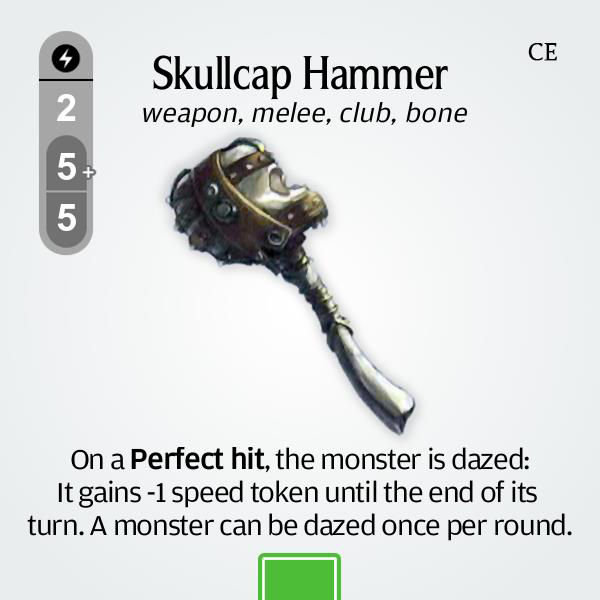 CE
Skullcap Hammer
weapon, melee, club, bone
2
5+
5
On a Perfect hit, the monster is dazed:
It gains -1 speed token until the end of its
turn. A monster can be dazed once per round.